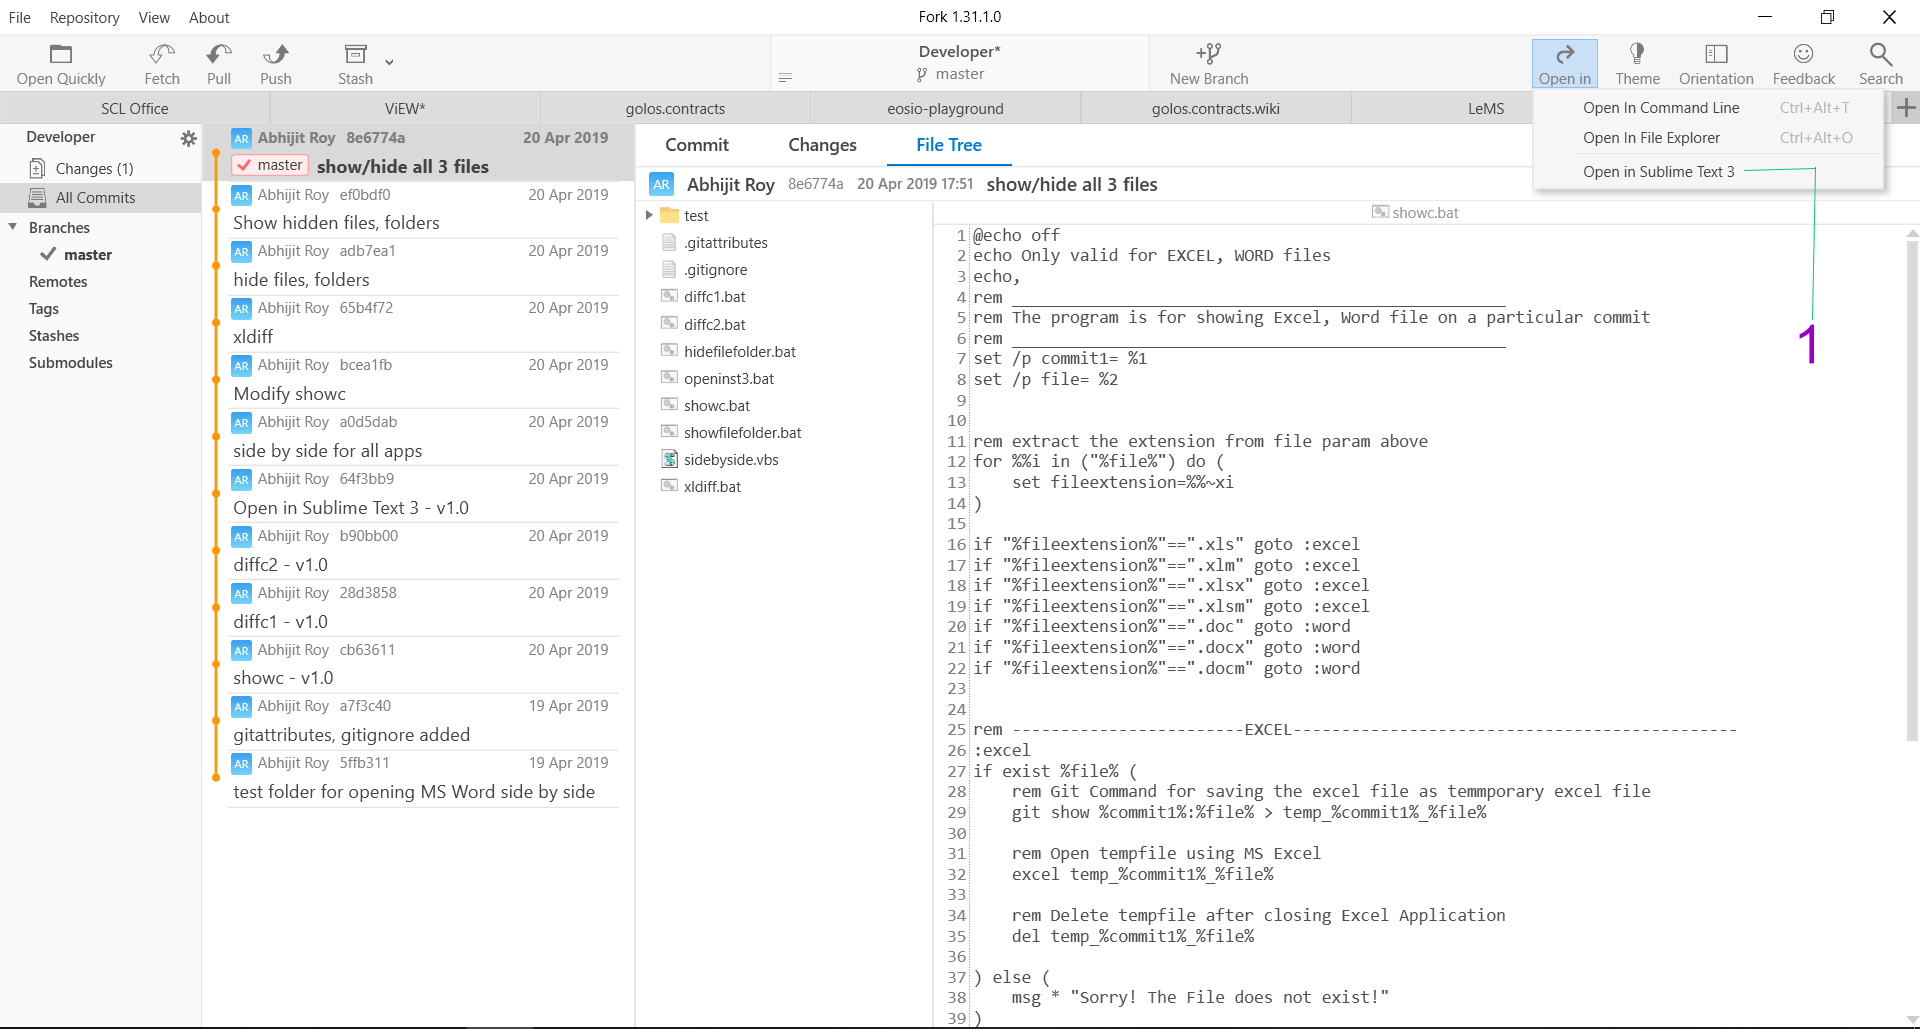 File Repository View About
Fork 1.31.1.0
Open Quickly Fetch Pull Push Stash
Developer*
master
New Branch
Open in Theme Orientation Feedback Search
SCL Office ViEW* golos.contracts eosio-playground golos.contracts.wiki LeMS
Open In Command Line Ctrl+Alt+T
Open In File Explorer Ctrl+Alt+O
Open in Sublime Text 3
1
Developer
Changes (1)
All Commits
Branches
master
Remotes
Tags
Stashes
Submodules
AR Abhijit Roy 8e6774a 20 Apr 2019
master show/hide all 3 files
AR Abhijit Roy ef0bdf0 20 Apr 2019
Show hidden files, folders
AR Abhijit Roy adb7ea1 20 Apr 2019
hide files, folders
AR Abhijit Roy 65b4f72 20 Apr 2019
xldiff
AR Abhijit Roy bcea1fb 20 Apr 2019
Modify showc
AR Abhijit Roy a0d5dab 20 Apr 2019
side by side for all apps
AR Abhijit Roy 64f3bb9 20 Apr 2019
Open in Sublime Text 3 - v1.0
AR Abhijit Roy b90bb00 20 Apr 2019
diffc2 - v1.0
AR Abhijit Roy 28d3858 20 Apr 2019
diffc1 - v1.0
AR Abhijit Roy cb63611 20 Apr 2019
showc - v1.0
AR Abhijit Roy a7f3c40 19 Apr 2019
gitattributes, gitignore added
AR Abhijit Roy 5ffb311 19 Apr 2019
test folder for opening MS Word side by side
Commit Changes File Tree
AR Abhijit Roy 8e6774a 20 Apr 2019 17:51 show/hide all 3 files
test
.gitattributes
.gitignore
diffc1.bat
diffc2.bat
hidefilefolder.bat
openinst3.bat
showc.bat
showfilefolder.bat
sidebyside.vbs
xldiff.bat
showc.bat
1 @echo off
2 echo Only valid for EXCEL, WORD files
3 echo,
4 rem ___________________________________________________
5 rem The program is for showing Excel, Word file on a particular commit
6 rem ___________________________________________________
7 set /p commit1= %1
8 set /p file= %2
9
10
11 rem extract the extension from file param above
12 for %%i in ("%file%") do (
13 set fileextension=%%~xi
14 )
15
16 if "%fileextension%"==".xls" goto :excel
17 if "%fileextension%"==".xlm" goto :excel
18 if "%fileextension%"==".xlsx" goto :excel
19 if "%fileextension%"==".xlsm" goto :excel
20 if "%fileextension%"==".doc" goto :word
21 if "%fileextension%"==".docx" goto :word
22 if "%fileextension%"==".docm" goto :word
23
24
25 rem ------------------------EXCEL----------------------------------------------
26 :excel
27 if exist %file% (
28 rem Git Command for saving the excel file as temmporary excel file
29 git show %commit1%:%file% > temp_%commit1%_%file%
30
31 rem Open tempfile using MS Excel
32 excel temp_%commit1%_%file%
33
34 rem Delete tempfile after closing Excel Application
35 del temp_%commit1%_%file%
36
37 ) else (
38 msg * "Sorry! The File does not exist!"
39 )